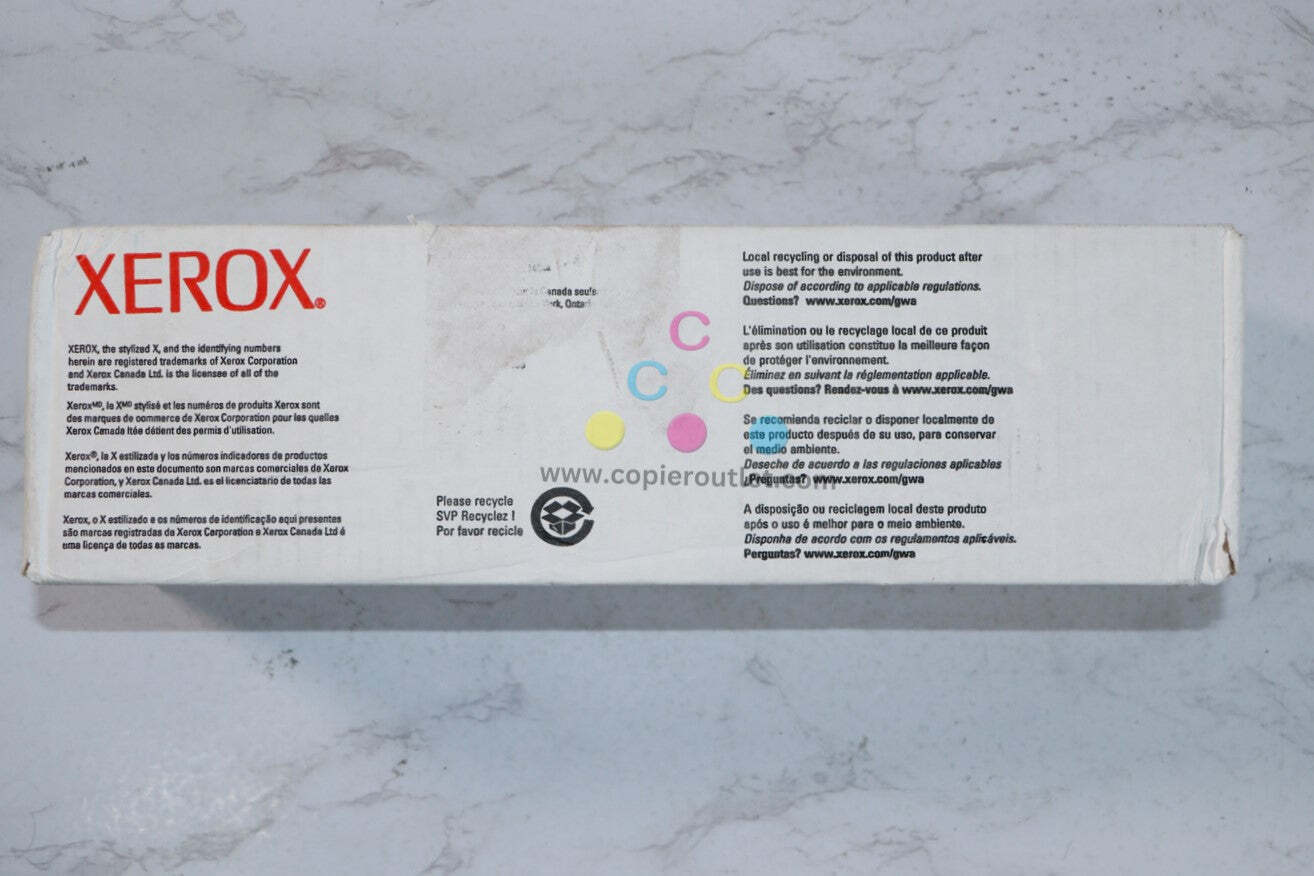 XEROX®
XEROX, the stylized X, and the identifying numbers
herein are registered trademarks of Xerox Corporation
and Xerox Canada Ltd. is the licensee of all of the
trademarks.
Xeroxᴹᴰ, le Xᴹᴰ stylisé et les numéros de produits Xerox sont
des marques de commerce de Xerox Corporation pour les quelles
Xerox Canada ltée détient des permis d'utilisation.
Xerox®, la X estilizada y los números indicadores de productos
mencionados en este documento son marcas comerciales de Xerox
Corporation, y Xerox Canada Ltd. es el licenciatario de todas las
marcas comerciales.
Xerox, o X estilizado e os números de identificação aqui presentes
são marcas registradas da Xerox Corporation e Xerox Canada Ltd é
uma licença de todas as marcas.
Canada
Please recycle
SVP Recyclez !
Por favor recicle
C
C C
www.copieroutlet.com
Local recycling or disposal of this product after
use is best for the environment.
Dispose of according to applicable regulations.
Questions? www.xerox.com/gwa
L'élimination ou le recyclage local de ce produit
après son utilisation constitue la meilleure façon
de protéger l'environnement.
Éliminez en suivant la réglementation applicable.
Des questions? Rendez-vous à www.xerox.com/gwa
Se recomienda reciclar o disponer localmente de
este producto después de su uso, para conservar
el medio ambiente.
Deseche de acuerdo a las regulaciones aplicables
¿Preguntas? www.xerox.com/gwa
A disposição ou reciclagem local deste produto
após o uso é melhor para o meio ambiente.
Disponha de acordo com os regulamentos aplicáveis.
Perguntas? www.xerox.com/gwa